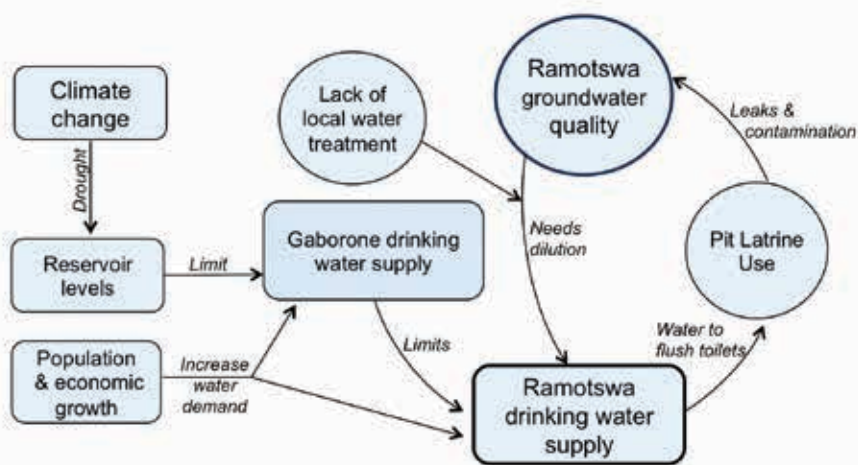 Climate
change
Drought
Reservoir
levels
Limit
Population
& economic
growth
Increase
water
demand
Lack of
local water
treatment
Gaborone drinking
water supply
Limits
Ramotswa
groundwater
quality
Needs
dilution
Ramotswa
drinking water
supply
Water to
flush toilets
Pit Latrine
Use
Leaks &
contamination